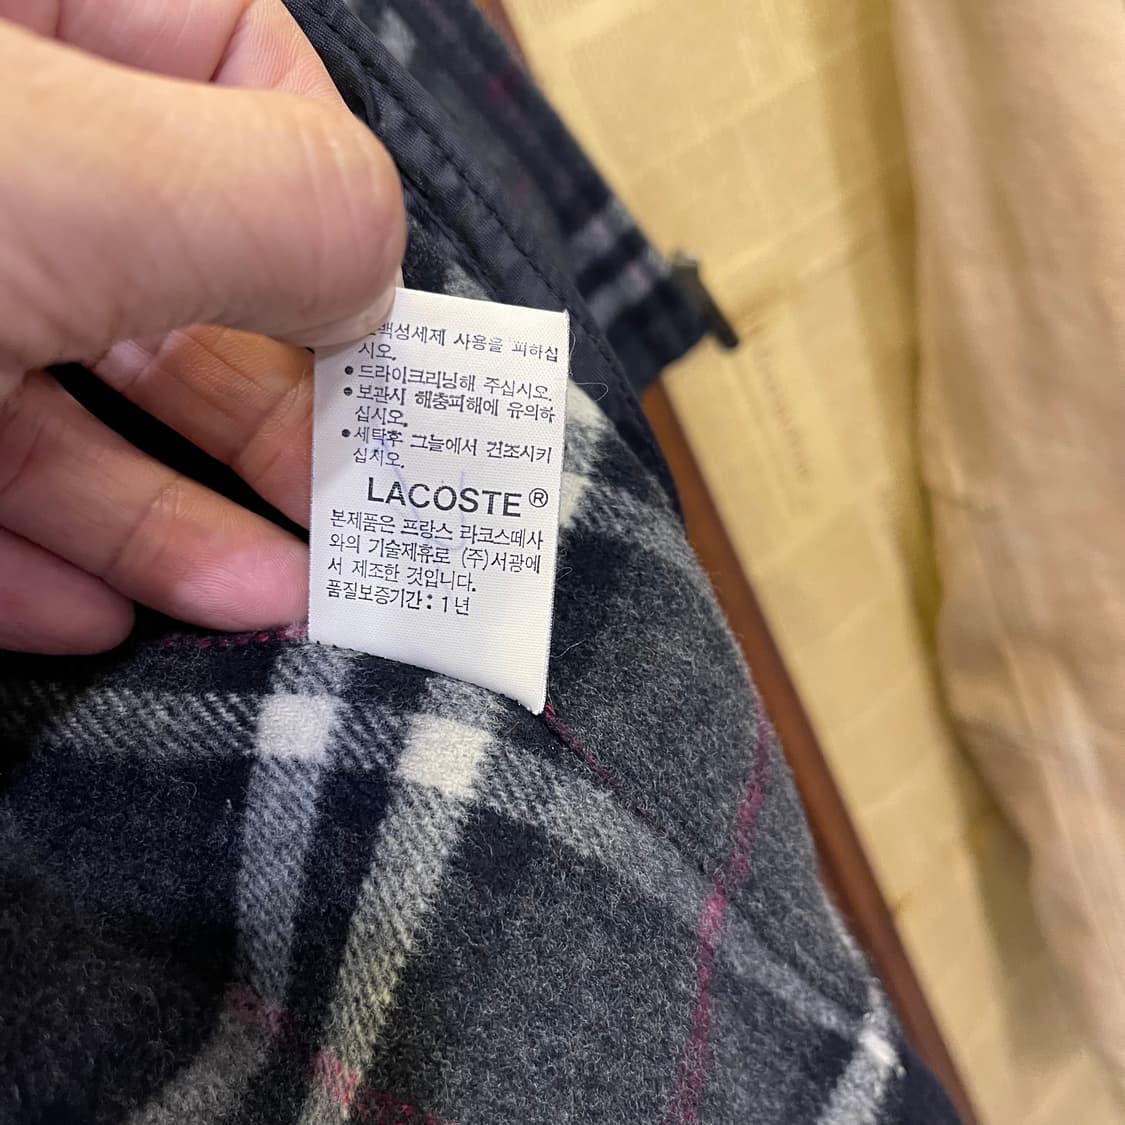 백성세제 사용을 피하십
시오.
• 드라이크리닝해 주십시오.
• 보관시 해충피해에 유의하
십시오.
• 세탁후 그늘에서 건조시키
십시오.
LACOSTE®
본제품은 프랑스 라코스떼사
와의 기술제휴로 (주)서광에
서 제조한 것입니다.
품질보증기간 : 1년